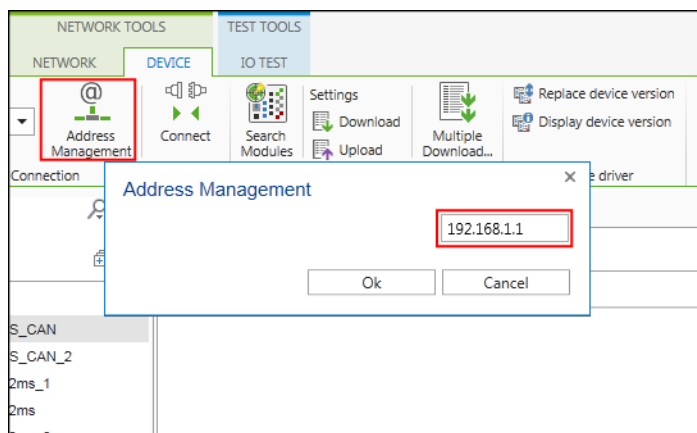 NETWORK TOOLS
TEST TOOLS
NETWORK
DEVICE
IO TEST
Address
Management
Connect
Search
Modules
Settings
Download
Upload
Multiple
Download...
Replace device version
Display device version
Connection
e driver
Address Management
192.168.1.1
Ok
Cancel
S_CAN
S_CAN_2
2ms_1
2ms